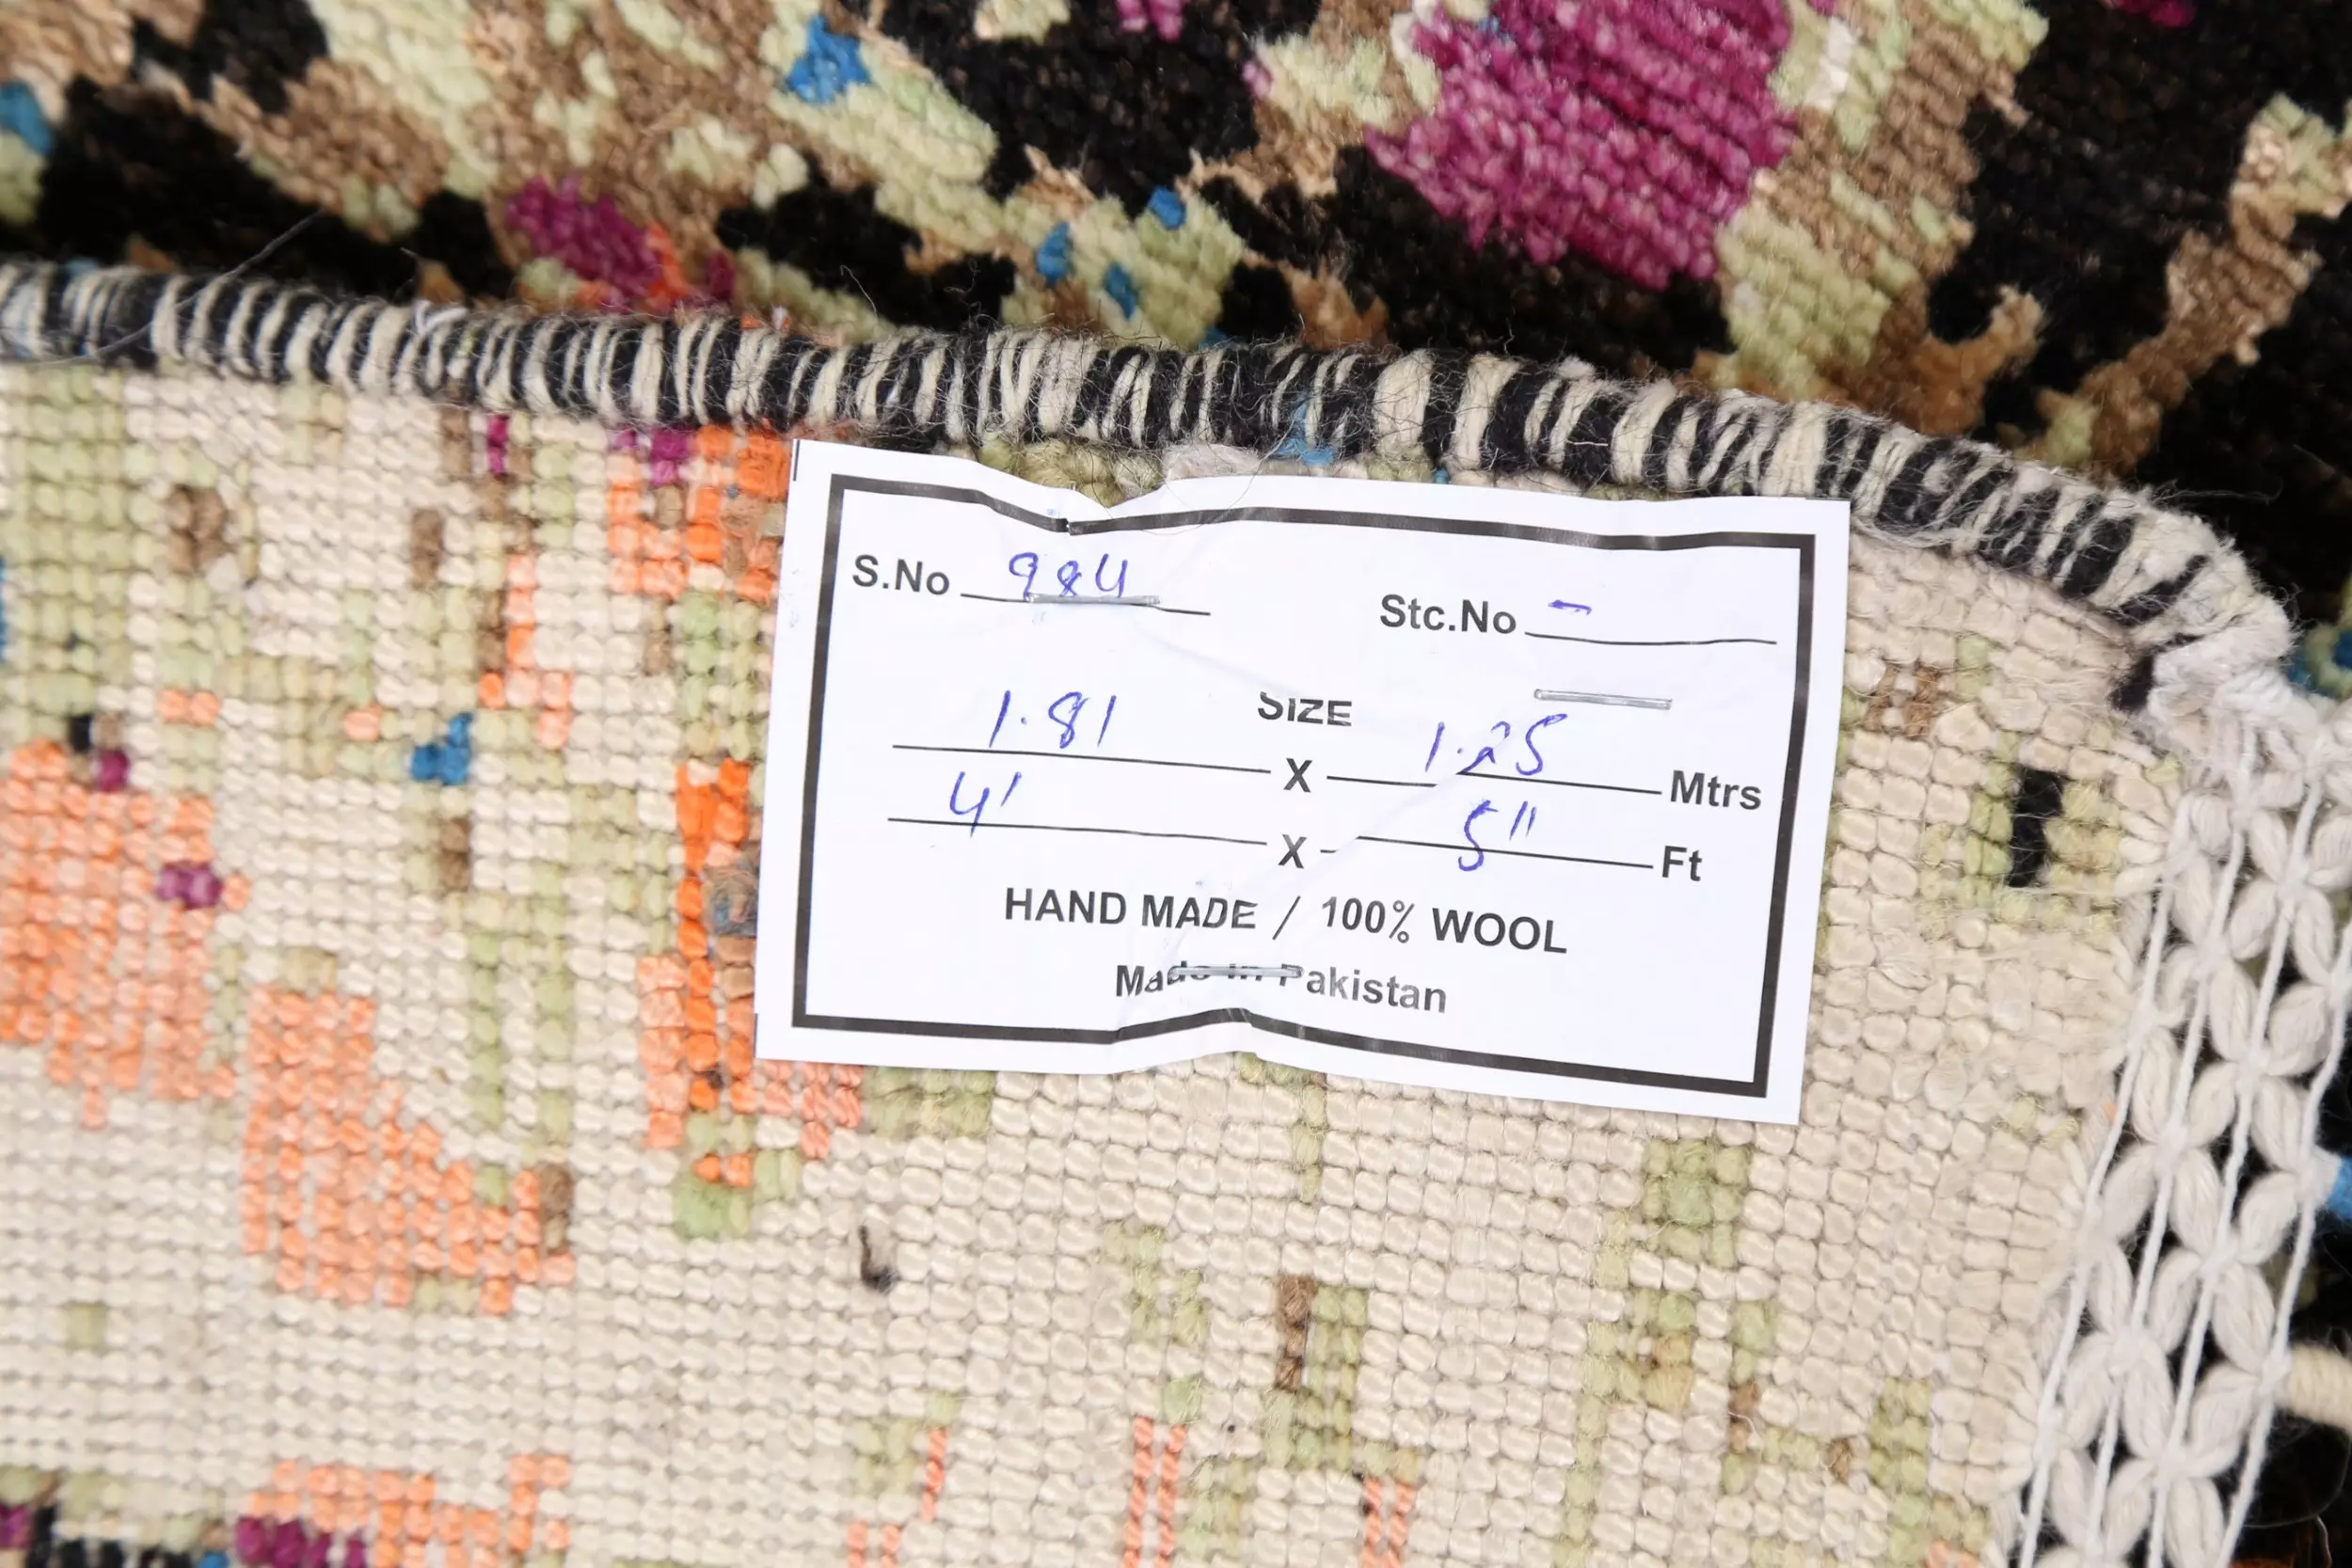 S.No 984 Stc.No -
SIZE
1.81 X 1.25 Mtrs
4' X 5" Ft
HAND MADE / 100% WOOL
Made in Pakistan